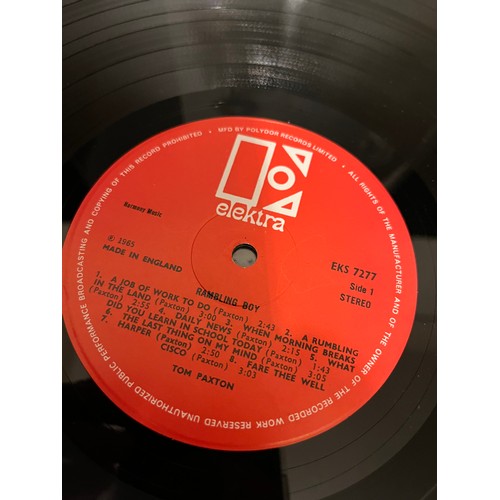 MFD BY POLYDOR RECORDS LIMITED . ALL RIGHTS OF THE MANUFACTURER AND OF THE OWNER OF THE RECORDED WORK RESERVED UNAUTHORIZED PUBLIC PERFORMANCE BROADCASTING AND COPYING OF THIS RECORD PROHIBITED .
elektra
Harmony Music
℗ 1965
MADE IN ENGLAND
EKS 7277
Side 1
STEREO
RAMBLING BOY
1. A JOB OF WORK TO DO (Paxton) 2:43 2. A RUMBLING
IN THE LAND (Paxton) 3:00 3. WHEN MORNING BREAKS
(Paxton) 2:55 4. DAILY NEWS (Paxton) 2:15 5. WHAT
DID YOU LEARN IN SCHOOL TODAY (Paxton) 1:43
6. THE LAST THING ON MY MIND (Paxton) 3:05
7. HARPER (Paxton) 2:50 8. FARE THEE WELL
CISCO (Paxton) 3:03
TOM PAXTON